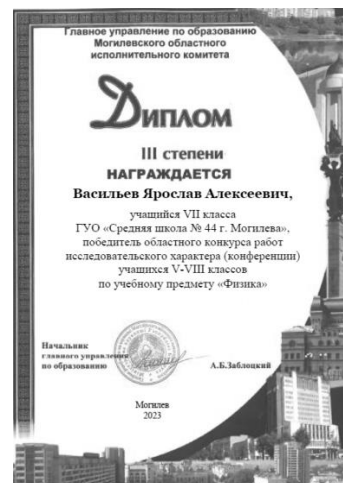 Главное управление по образованию
Могилевского областного
исполнительного комитета
Диплом
III степени
НАГРАЖДАЕТСЯ
Васильев Ярослав Алексеевич,
учащийся VII класса
ГУО «Средняя школа № 44 г. Могилева»,
победитель областного конкурса работ
исследовательского характера (конференции)
учащихся V-VIII классов
по учебному предмету «Физика»
Начальник
главного управления
по образованию
А.Б.Заблоцкий
Могилев
2023